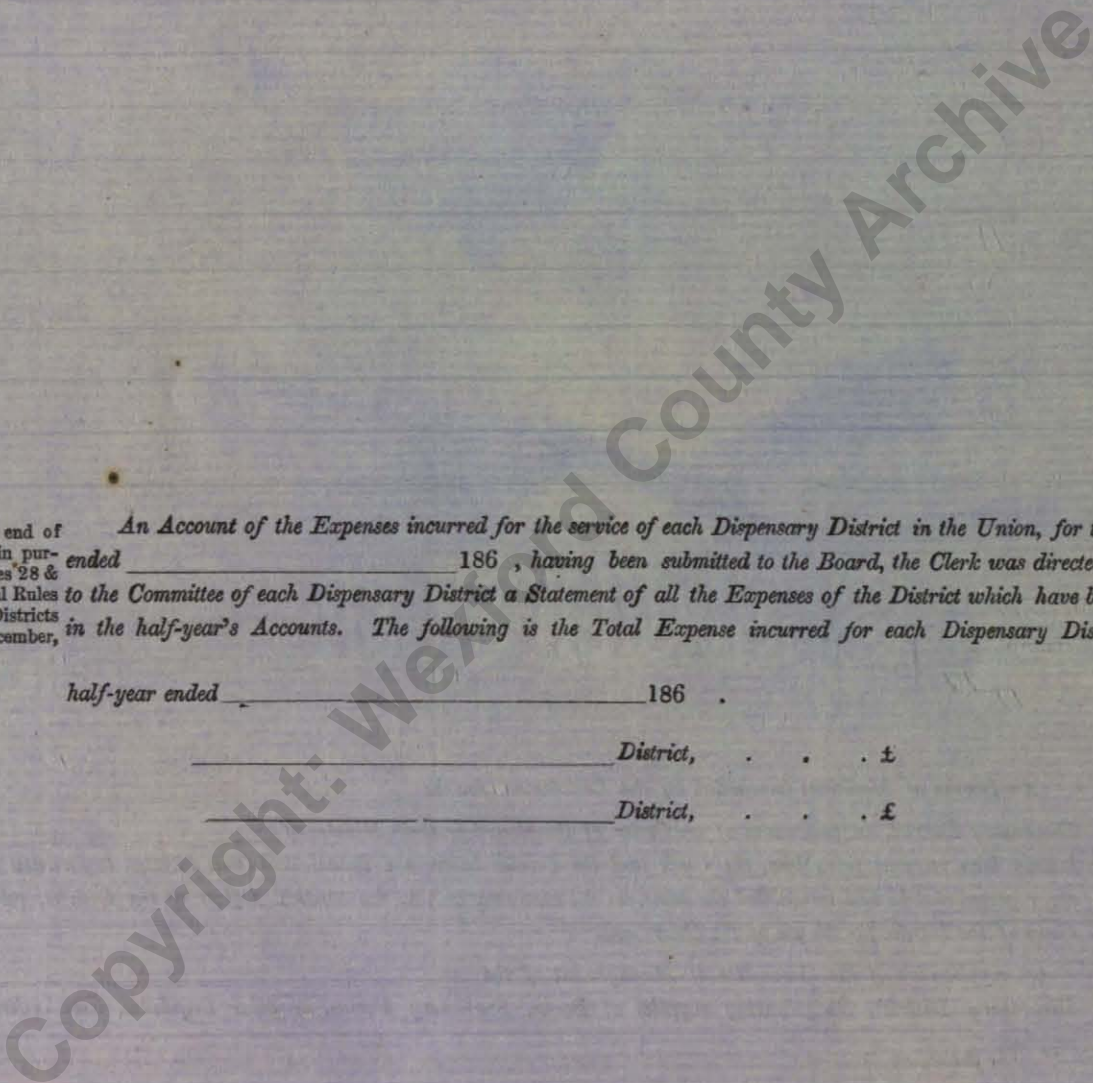 An Account of the Expenses incurred for the service of each Dispensary District in the Union, for t
ended 186 , having been submitted to the Board, the Clerk was directe
to the Committee of each Dispensary District a Statement of all the Expenses of the District which have b
in the half-year's Accounts. The following is the Total Expense incurred for each Dispensary Dis
half-year ended 186 .
District, . . . £
District, . . . £
end of
in pur-
es 28 &
l Rules
Districts
cember,
Copyright: Wexford County Archive